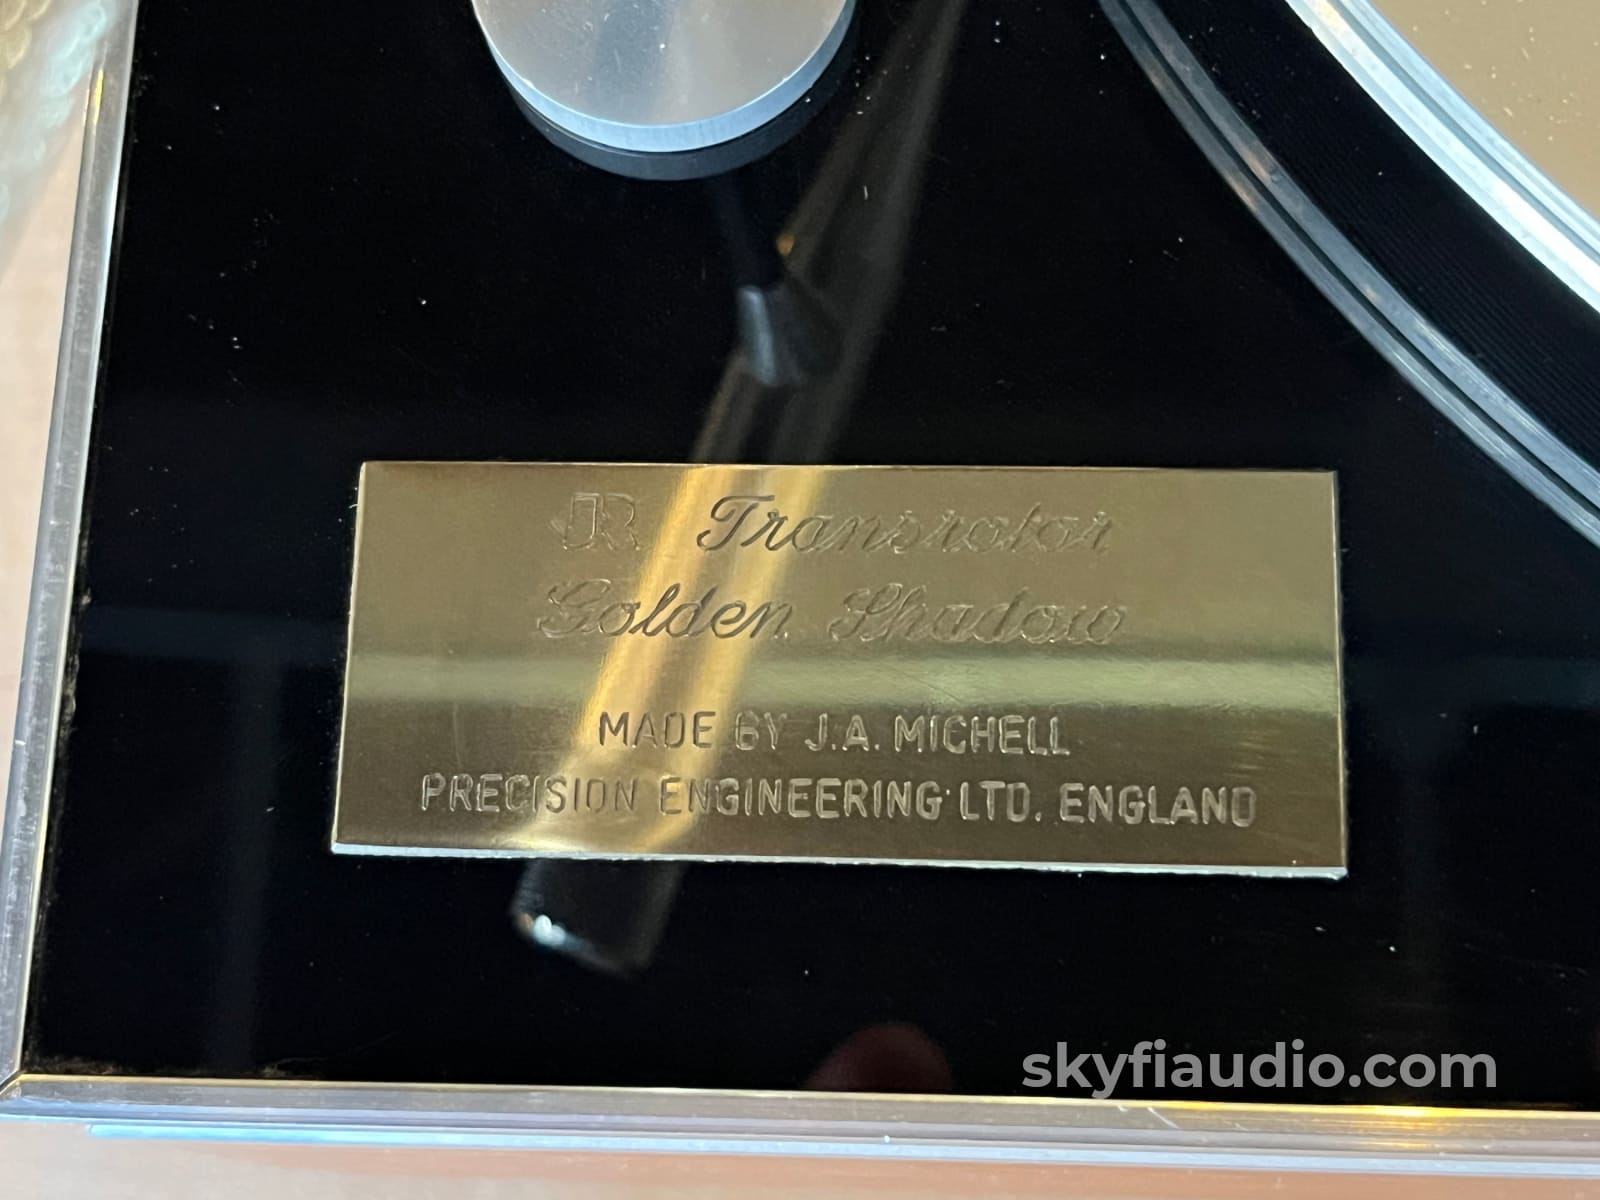 JR Transrotor
Golden Shadow
MADE BY J.A. MICHELL
PRECISION ENGINEERING LTD. ENGLAND
skyfiaudio.com